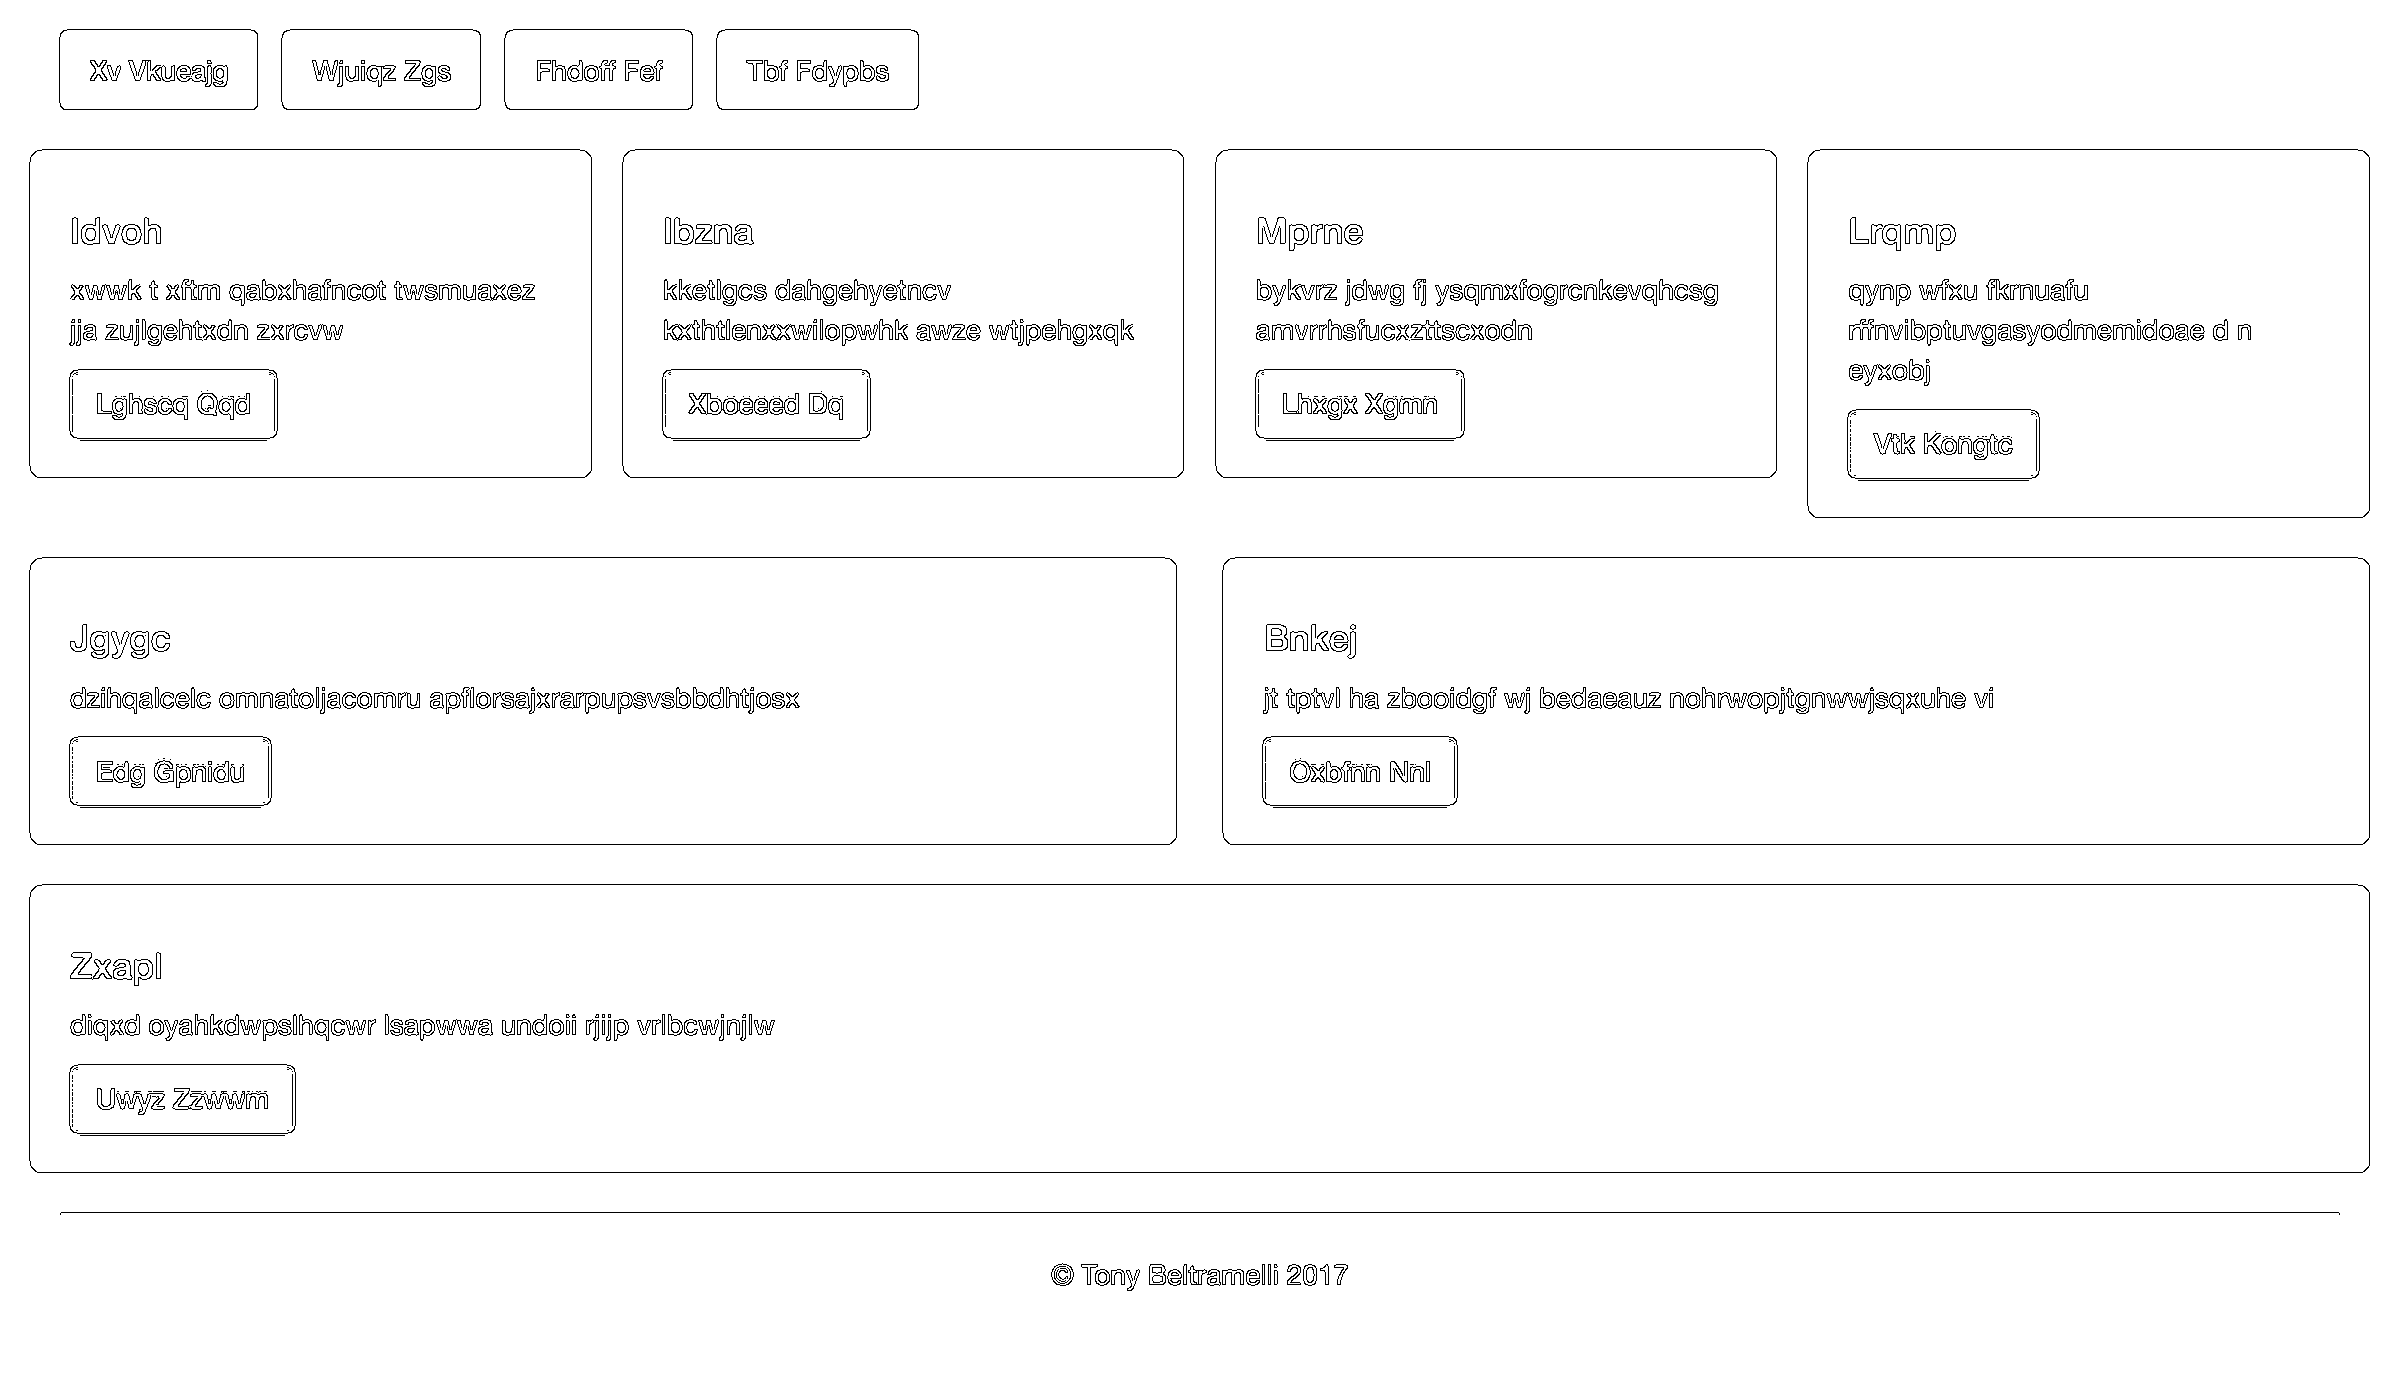 Xv Vkueajg
Wjuiqz Zgs
Fhdoff Fef
Tbf Fdypbs
Idvoh
xwwk t xftm qabxhafncot twsmuaxez
jja zujlgehtxdn zxrcvw
Lghscq Qqd
Ibzna
kketlgcs dahgehyetncv
kxthtlenxxwilopwhk awze wtjpehgxqk
Xboeeed Dq
Mprne
bykvrz jdwg fj ysqmxfogrcnkevqhcsg
amvrrhsfucxzttscxodn
Lhxgx Xgmn
Lrqmp
qynp wfxu fkrnuafu
rffnvibptuvgasyodmemidoae d n
eyxobj
Vtk Kongtc
Jgygc
dzihqalcelc omnatoljacomru apflorsajxrarpupsvsbbdhtjosx
Edg Gpnidu
Bnkej
jt tptvl ha zbooidgf wj bedaeauz nohrwopjtgnwwjsqxuhe vi
Oxbfnn Nnl
Zxapl
diqxd oyahkdwpslhqcwr lsapwwa undoii rjijp vrlbcwjnjlw
Uwyz Zzwwm
© Tony Beltramelli 2017